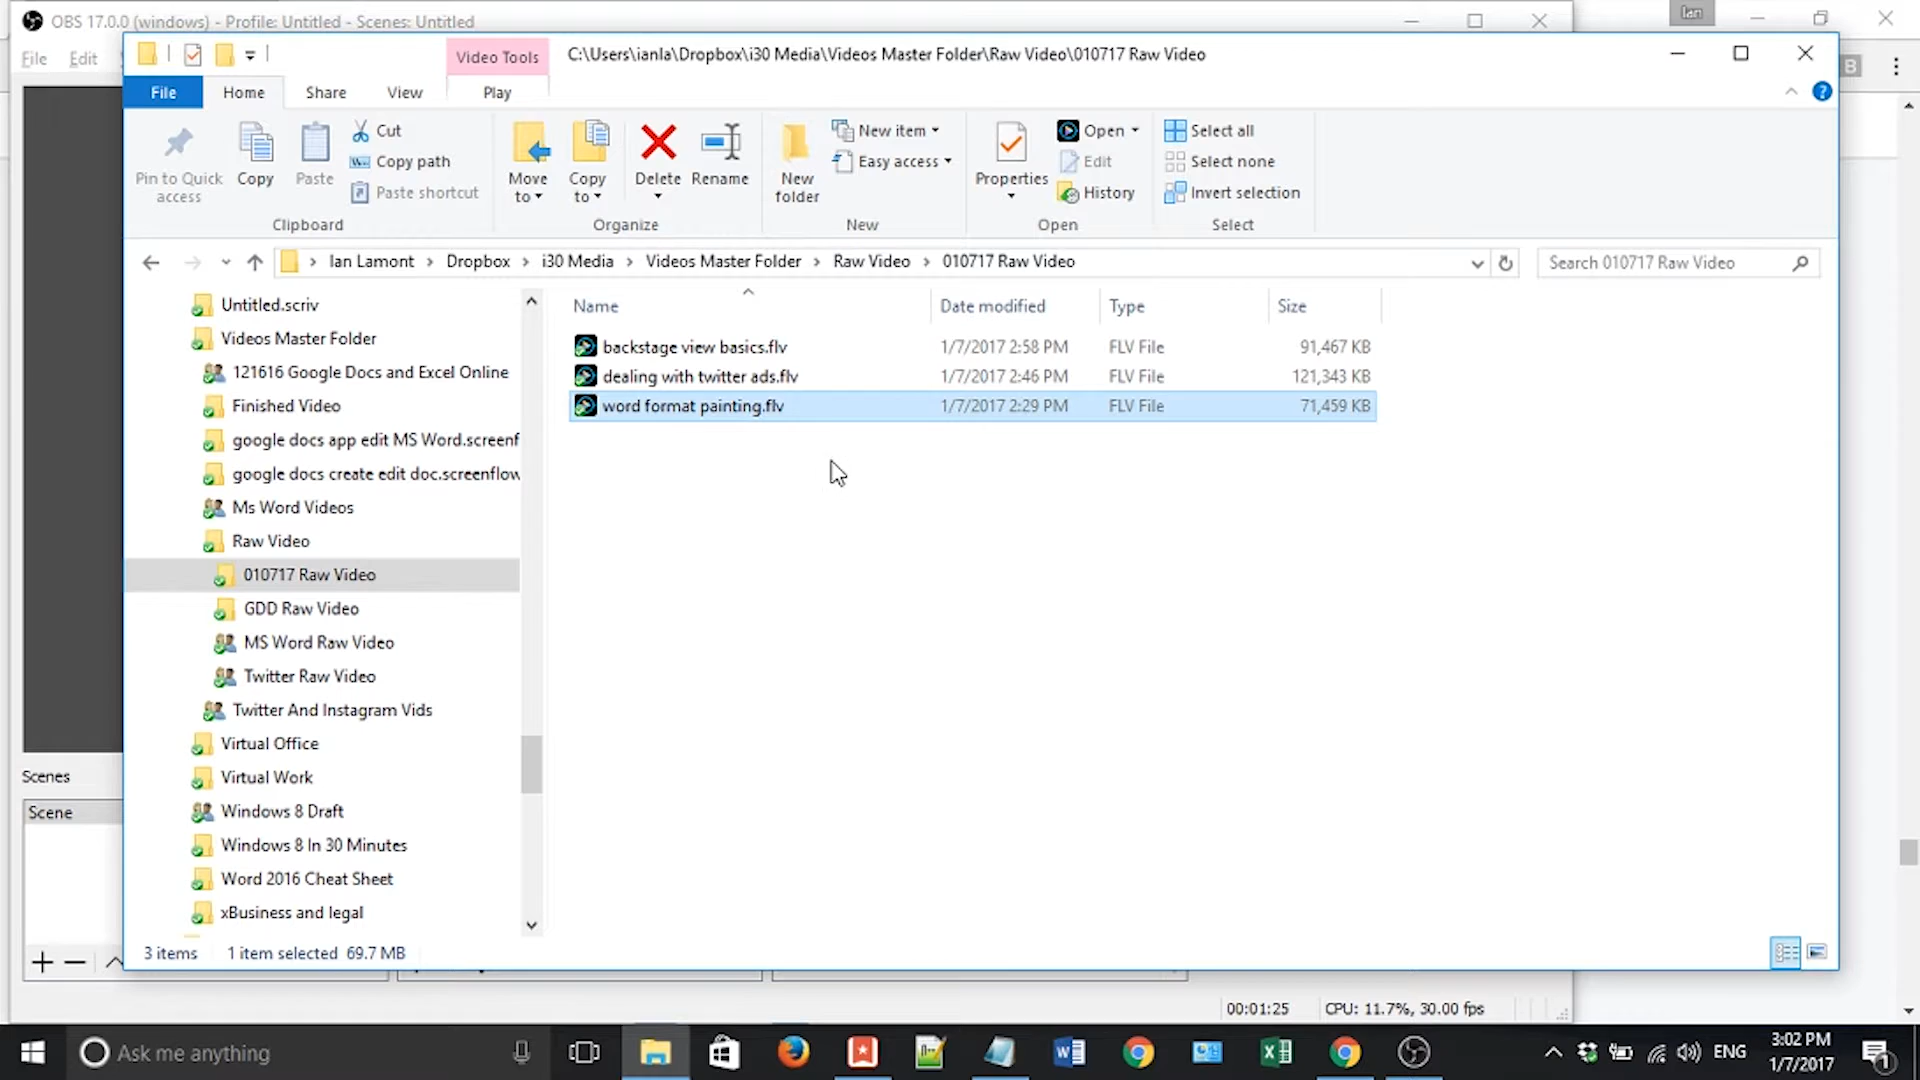 OBS 17.0.0 (windows) - Profile: Untitled - Scenes: Untitled
Ian
File Edit
Video Tools
C:\Users\ianla\Dropbox\i30 Media\Videos Master Folder\Raw Video\010717 Raw Video
B
File Home Share View Play
?
Pin to Quick access
Copy
Paste
Cut
Copy path
Paste shortcut
Clipboard
Move to
Copy to
Delete
Rename
Organize
New folder
New item
Easy access
New
Properties
Open
Edit
History
Open
Select all
Select none
Invert selection
Select
Ian Lamont > Dropbox > i30 Media > Videos Master Folder > Raw Video > 010717 Raw Video
Search 010717 Raw Video
Untitled.scriv
Videos Master Folder
121616 Google Docs and Excel Online
Finished Video
google docs app edit MS Word.screenf
google docs create edit doc.screenflow
Ms Word Videos
Raw Video
010717 Raw Video
GDD Raw Video
MS Word Raw Video
Twitter Raw Video
Twitter And Instagram Vids
Virtual Office
Virtual Work
Windows 8 Draft
Windows 8 In 30 Minutes
Word 2016 Cheat Sheet
xBusiness and legal
Name Date modified Type Size
backstage view basics.flv 1/7/2017 2:58 PM FLV File 91,467 KB
dealing with twitter ads.flv 1/7/2017 2:46 PM FLV File 121,343 KB
word format painting.flv 1/7/2017 2:29 PM FLV File 71,459 KB
Scenes
Scene
3 items 1 item selected 69.7 MB
00:01:25 CPU: 11.7%, 30.00 fps
Ask me anything
ENG
3:02 PM
1/7/2017
1